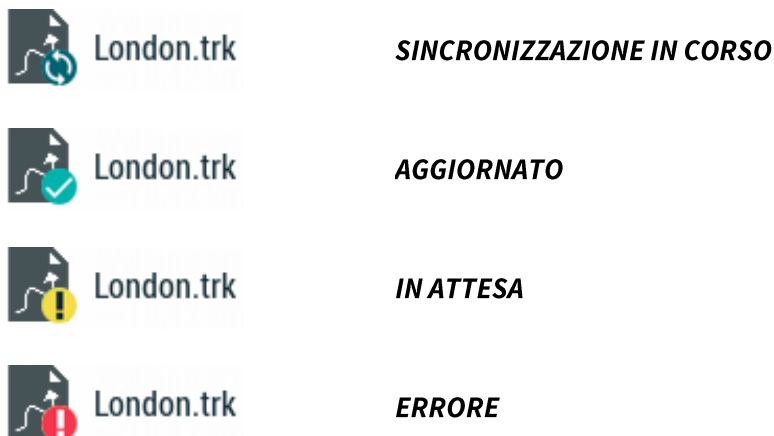 London.trk SINCRONIZZAZIONE IN CORSO
London.trk AGGIORNATO
London.trk IN ATTESA
London.trk ERRORE